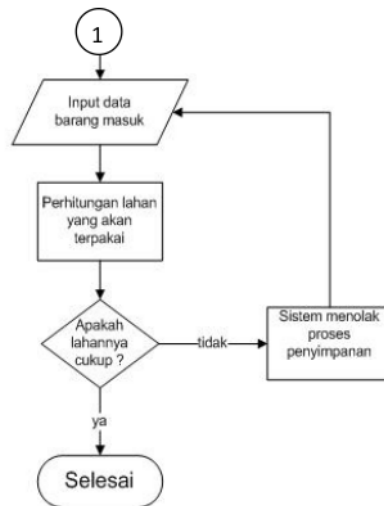 1
Input data
barang masuk
Perhitungan lahan
yang akan
terpakai
Apakah
lahannya
cukup ?
tidak
Sistem menolak
proses
penyimpanan
ya
Selesai